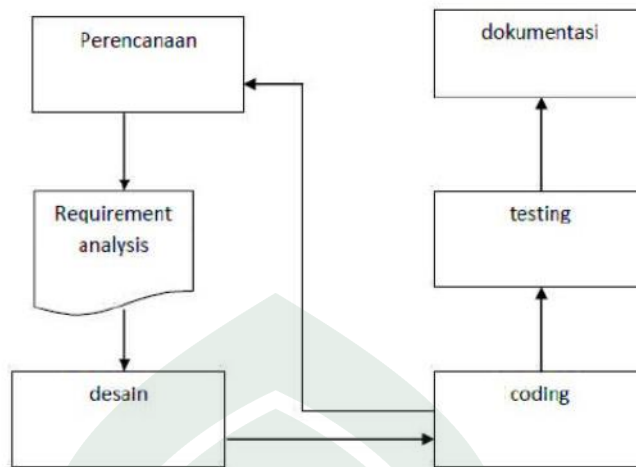 Perencanaan
Requirement
analysis
desain
coding
testing
dokumentasi